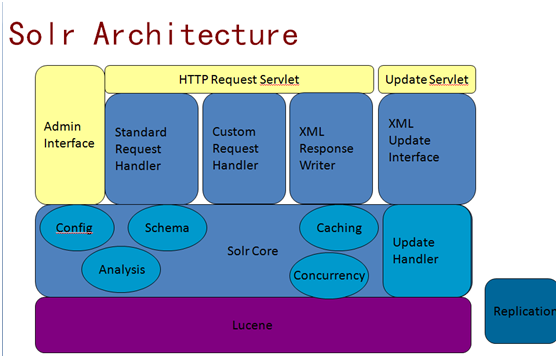 Solr Architecture
HTTP Request Servlet
Update Servlet
Admin
Interface
Standard
Request
Handler
Custom
Request
Handler
XML
Response
Writer
XML
Update
Interface
Config
Schema
Analysis
Solr Core
Caching
Concurrency
Update
Handler
Lucene
Replication